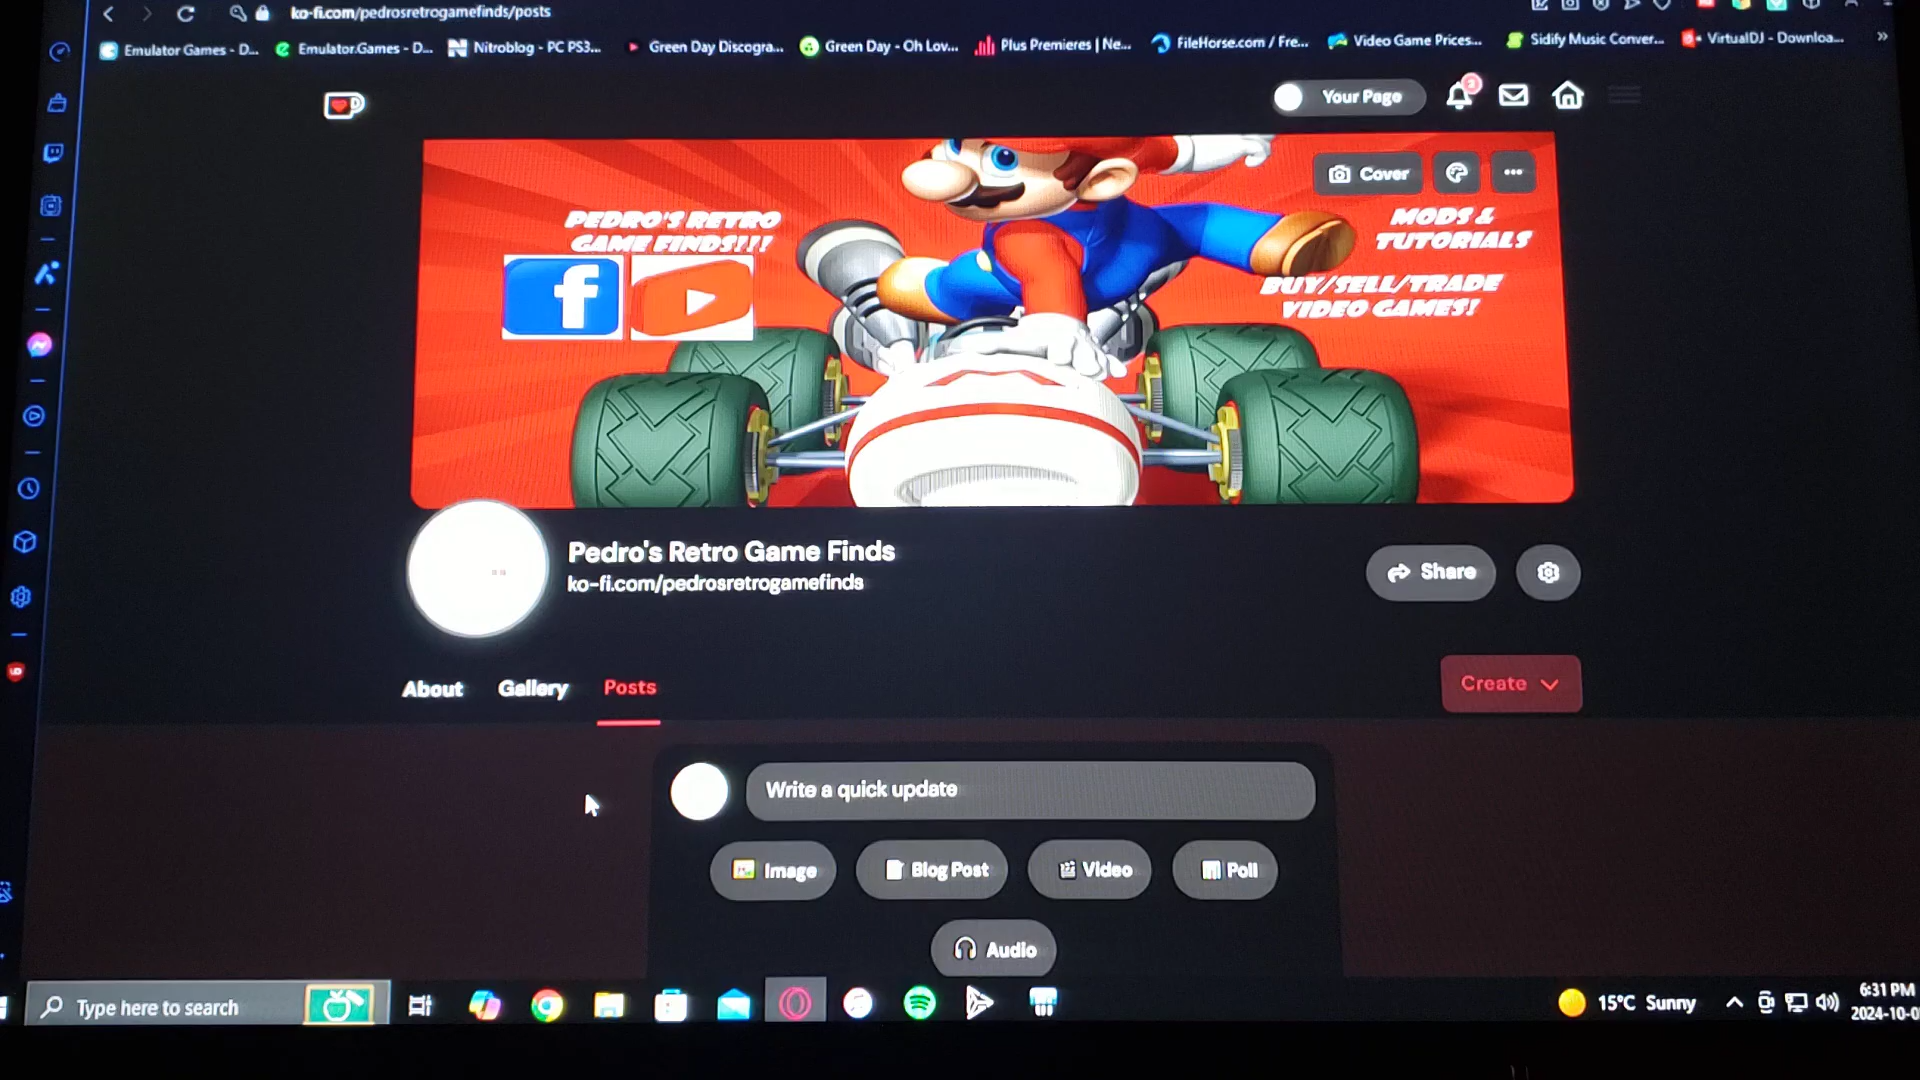 ko-fi.com/pedrosretrogamefinds/posts
Emulator Games - D...
Emulator.Games - D...
Nitroblog - PC PS3...
Green Day Discogra...
Green Day - Oh Lov...
Plus Premieres | Ne...
FileHorse.com / Fre...
Video Game Prices...
Sidify Music Conver...
VirtualDJ - Downloa...
Your Page
Cover
PEDRO'S RETRO
GAME FINDS!!!
MODS &
TUTORIALS
BUY/SELL/TRADE
VIDEO GAMES!
Pedro's Retro Game Finds
ko-fi.com/pedrosretrogamefinds
Share
About
Gallery
Posts
Create
Write a quick update
Image
Blog Post
Video
Poll
Audio
Type here to search
15°C Sunny
6:31 PM